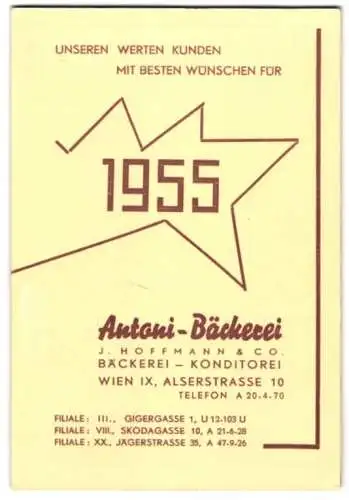 UNSEREN WERTEN KUNDEN
MIT BESTEN WÜNSCHEN FÜR
1955
Antoni-Bäckerei
J. HOFFMANN & CO.
BÄCKEREI – KONDITOREI
WIEN IX, ALSERSTRASSE 10
TELEFON A 20-4-70
FILIALE: III., GIGERGASSE 1, U 12-103 U
FILIALE: VIII., SKODAGASSE 10, A 21-6-28
FILIALE: XX., JÄGERSTRASSE 35, A 47-9-26